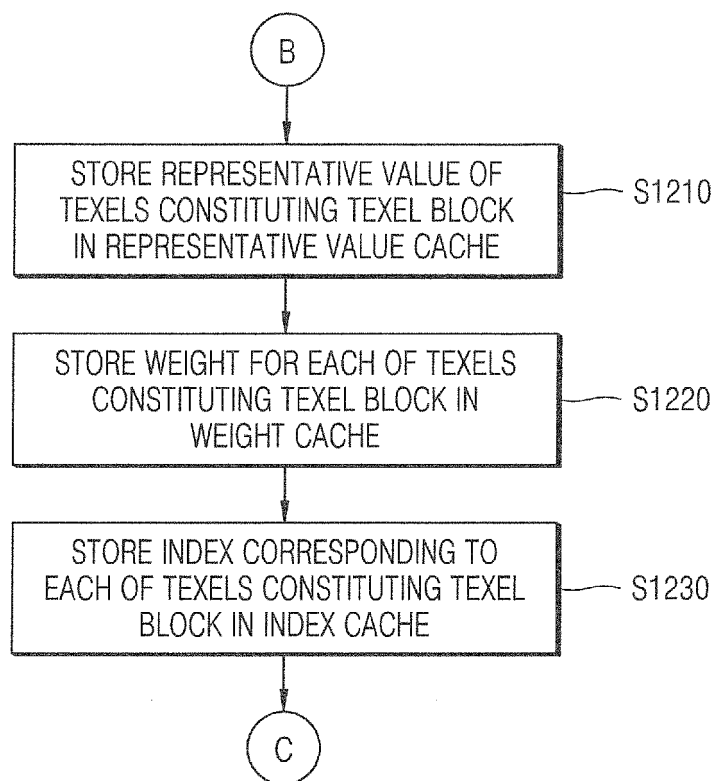 B
STORE REPRESENTATIVE VALUE OF
TEXELS CONSTITUTING TEXEL BLOCK
IN REPRESENTATIVE VALUE CACHE
S1210
STORE WEIGHT FOR EACH OF TEXELS
CONSTITUTING TEXEL BLOCK IN
WEIGHT CACHE
S1220
STORE INDEX CORRESPONDING TO
EACH OF TEXELS CONSTITUTING TEXEL
BLOCK IN INDEX CACHE
S1230
C